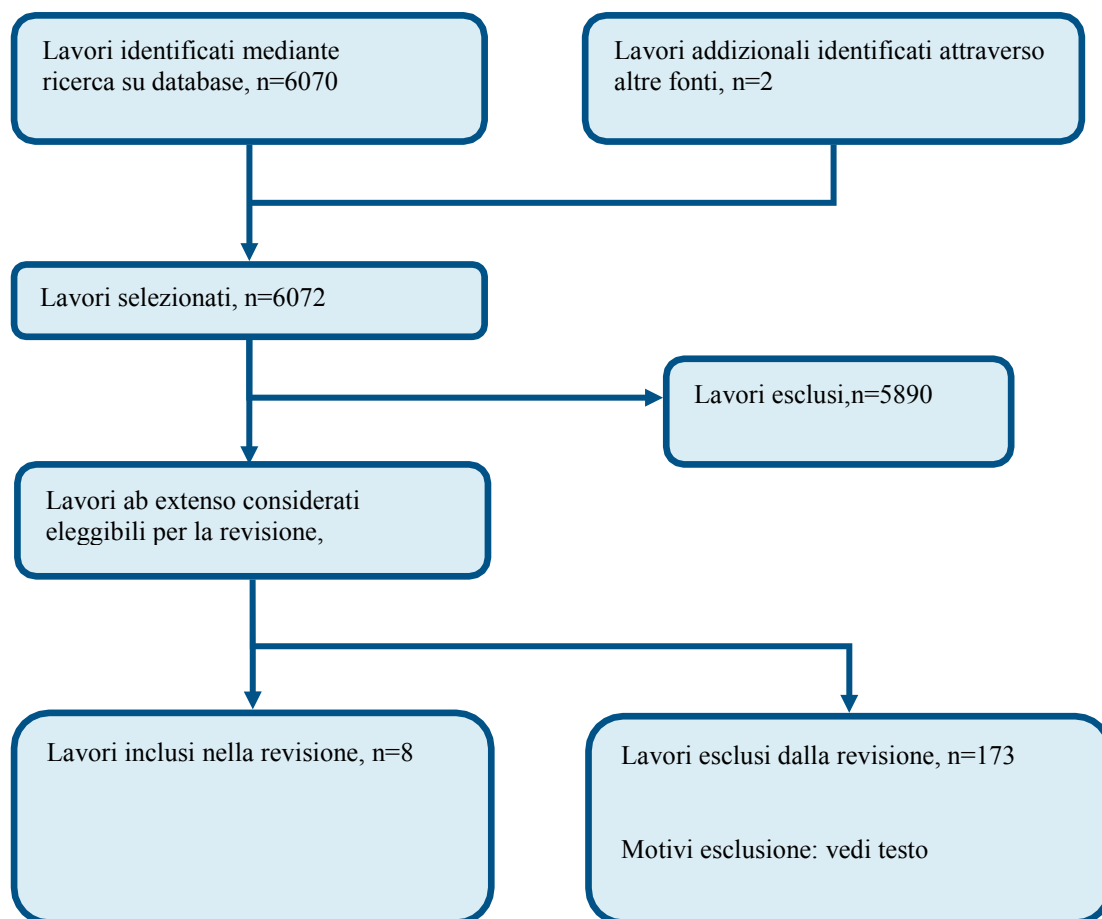 Lavori identificati mediante
ricerca su database, n=6070
Lavori addizionali identificati attraverso
altre fonti, n=2
Lavori selezionati, n=6072
Lavori esclusi,n=5890
Lavori ab extenso considerati
eleggibili per la revisione,
Lavori inclusi nella revisione, n=8
Lavori esclusi dalla revisione, n=173
Motivi esclusione: vedi testo